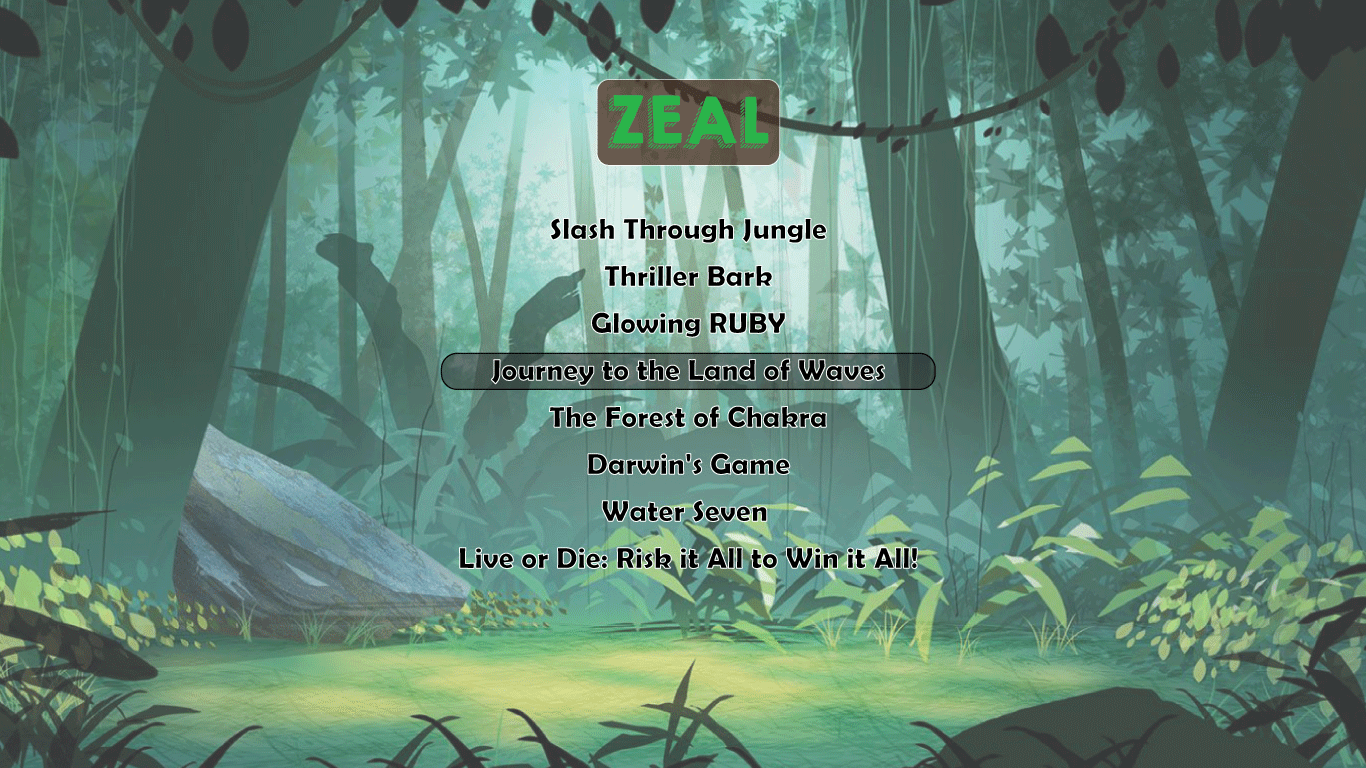 ZEAL
Slash Through Jungle
Thriller Bark
Glowing RUBY
Journey to the Land of Waves
The Forest of Chakra
Darwin's Game
Water Seven
Live or Die: Risk it All to Win it All!